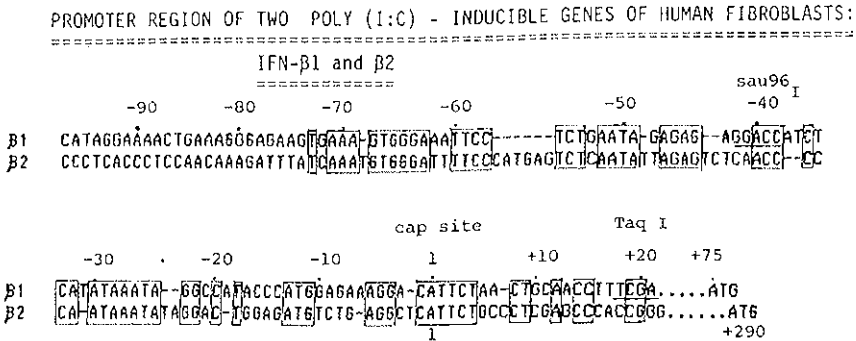 PROMOTER REGION OF TWO POLY (I:C) - INDUCIBLE GENES OF HUMAN FIBROBLASTS:
IFN-β1 and β2
sau96 I
-90 -80 -70 -60 -50 -40
β1 CATAGGAAAACTGAAAGGGAGAAGTGAAA-GTGGGAAATTCC------TCTGAATA-GAGAG--AGGACCATCT
β2 CCCTCACCCTCCAACAAAGATTTATCAAATGTGGGATTTTCCCATGAGTCTCAATATTAGAGTCTCAACC--CC
cap site Taq I
-30 -20 -10 1 +10 +20 +75
β1 CATATAAATA--GGCCATACCCATGGAGAAAGGA-CATTCTAA-CTGCAACCTTTCGA.....ATG
β2 CA-ATAAATATAGGAC-TGGAGATGTCTG-AGGCTCATTCTGCCCTCGAGCCCACCGGG......ATG
1 +290